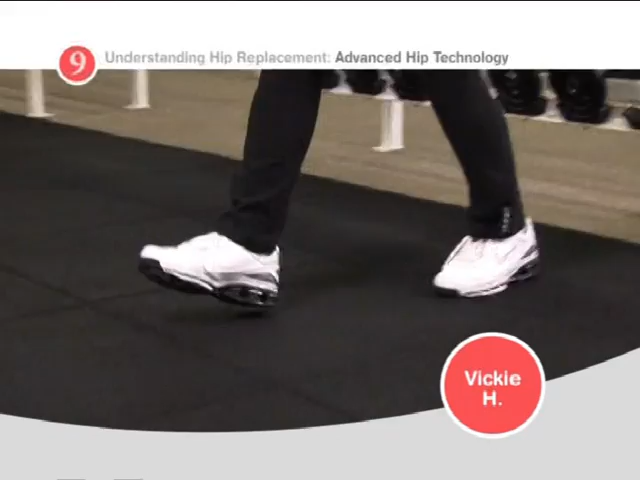 9 Understanding Hip Replacement: Advanced Hip Technology
Vickie
H.